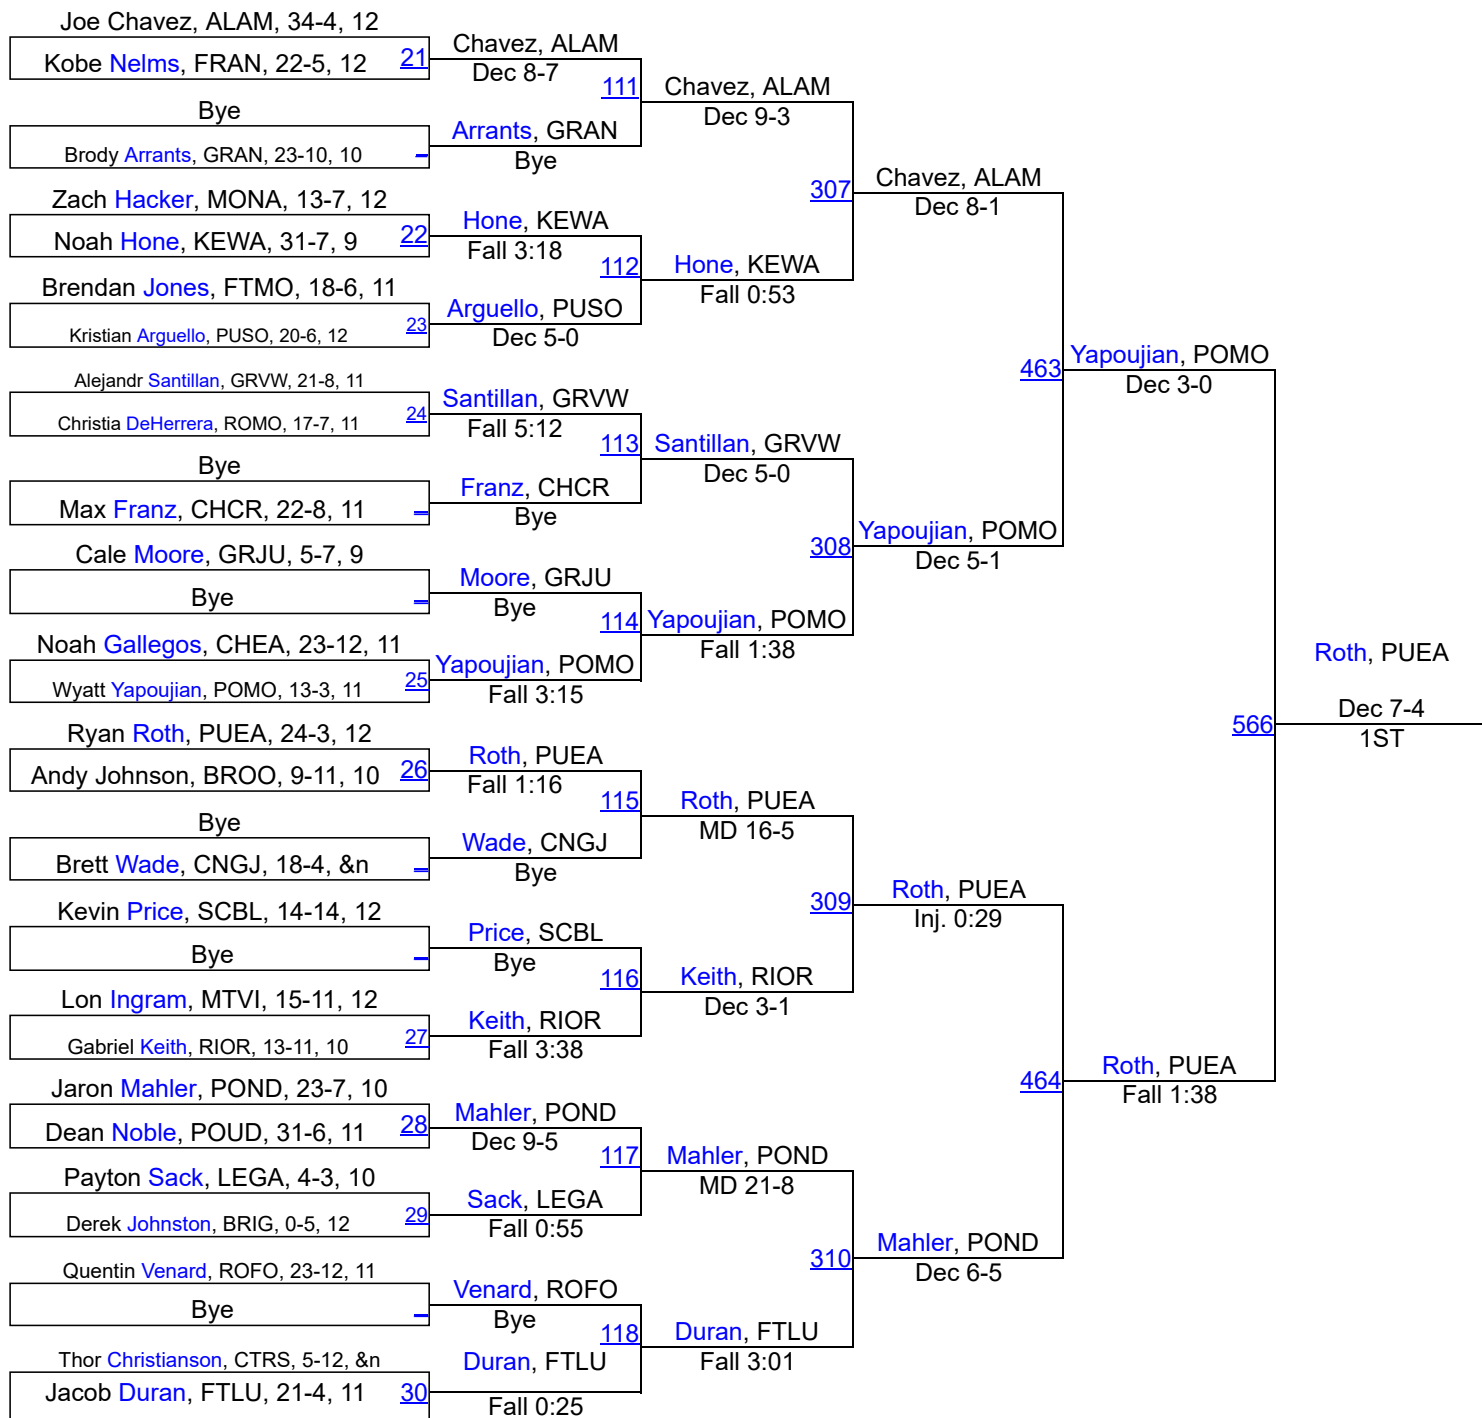 Joe Chavez, ALAM, 34-4, 12
Kobe Nelms, FRAN, 22-5, 12
21
Bye
Brody Arrants, GRAN, 23-10, 10
Zach Hacker, MONA, 13-7, 12
Noah Hone, KEWA, 31-7, 9
22
Brendan Jones, FTMO, 18-6, 11
Kristian Arguello, PUSO, 20-6, 12
23
Alejandr Santillan, GRVW, 21-8, 11
Christia DeHerrera, ROMO, 17-7, 11
24
Bye
Max Franz, CHCR, 22-8, 11
Cale Moore, GRJU, 5-7, 9
Bye
Noah Gallegos, CHEA, 23-12, 11
Wyatt Yapoujian, POMO, 13-3, 11
25
Ryan Roth, PUEA, 24-3, 12
Andy Johnson, BROO, 9-11, 10
26
Bye
Brett Wade, CNGJ, 18-4, &n
Kevin Price, SCBL, 14-14, 12
Bye
Lon Ingram, MTVI, 15-11, 12
Gabriel Keith, RIOR, 13-11, 10
27
Jaron Mahler, POND, 23-7, 10
Dean Noble, POUD, 31-6, 11
28
Payton Sack, LEGA, 4-3, 10
Derek Johnston, BRIG, 0-5, 12
29
Quentin Venard, ROFO, 23-12, 11
Bye
Thor Christianson, CTRS, 5-12, &n
Jacob Duran, FTLU, 21-4, 11
30
Chavez, ALAM
Dec 8-7
111
Arrants, GRAN
Bye
Hone, KEWA
Fall 3:18
112
Arguello, PUSO
Dec 5-0
Santillan, GRVW
Fall 5:12
113
Franz, CHCR
Bye
Moore, GRJU
Bye
114
Yapoujian, POMO
Fall 3:15
Roth, PUEA
Fall 1:16
115
Wade, CNGJ
Bye
Price, SCBL
Bye
116
Keith, RIOR
Fall 3:38
Mahler, POND
Dec 9-5
117
Sack, LEGA
Fall 0:55
Venard, ROFO
Bye
118
Duran, FTLU
Fall 0:25
Chavez, ALAM
Dec 9-3
307
Hone, KEWA
Fall 0:53
Santillan, GRVW
Dec 5-0
308
Yapoujian, POMO
Fall 1:38
Roth, PUEA
MD 16-5
309
Keith, RIOR
Dec 3-1
Mahler, POND
MD 21-8
310
Duran, FTLU
Fall 3:01
Chavez, ALAM
Dec 8-1
463
Yapoujian, POMO
Dec 5-1
Roth, PUEA
Inj. 0:29
464
Mahler, POND
Dec 6-5
Yapoujian, POMO
Dec 3-0
566
Roth, PUEA
Fall 1:38
Roth, PUEA
Dec 7-4
1ST